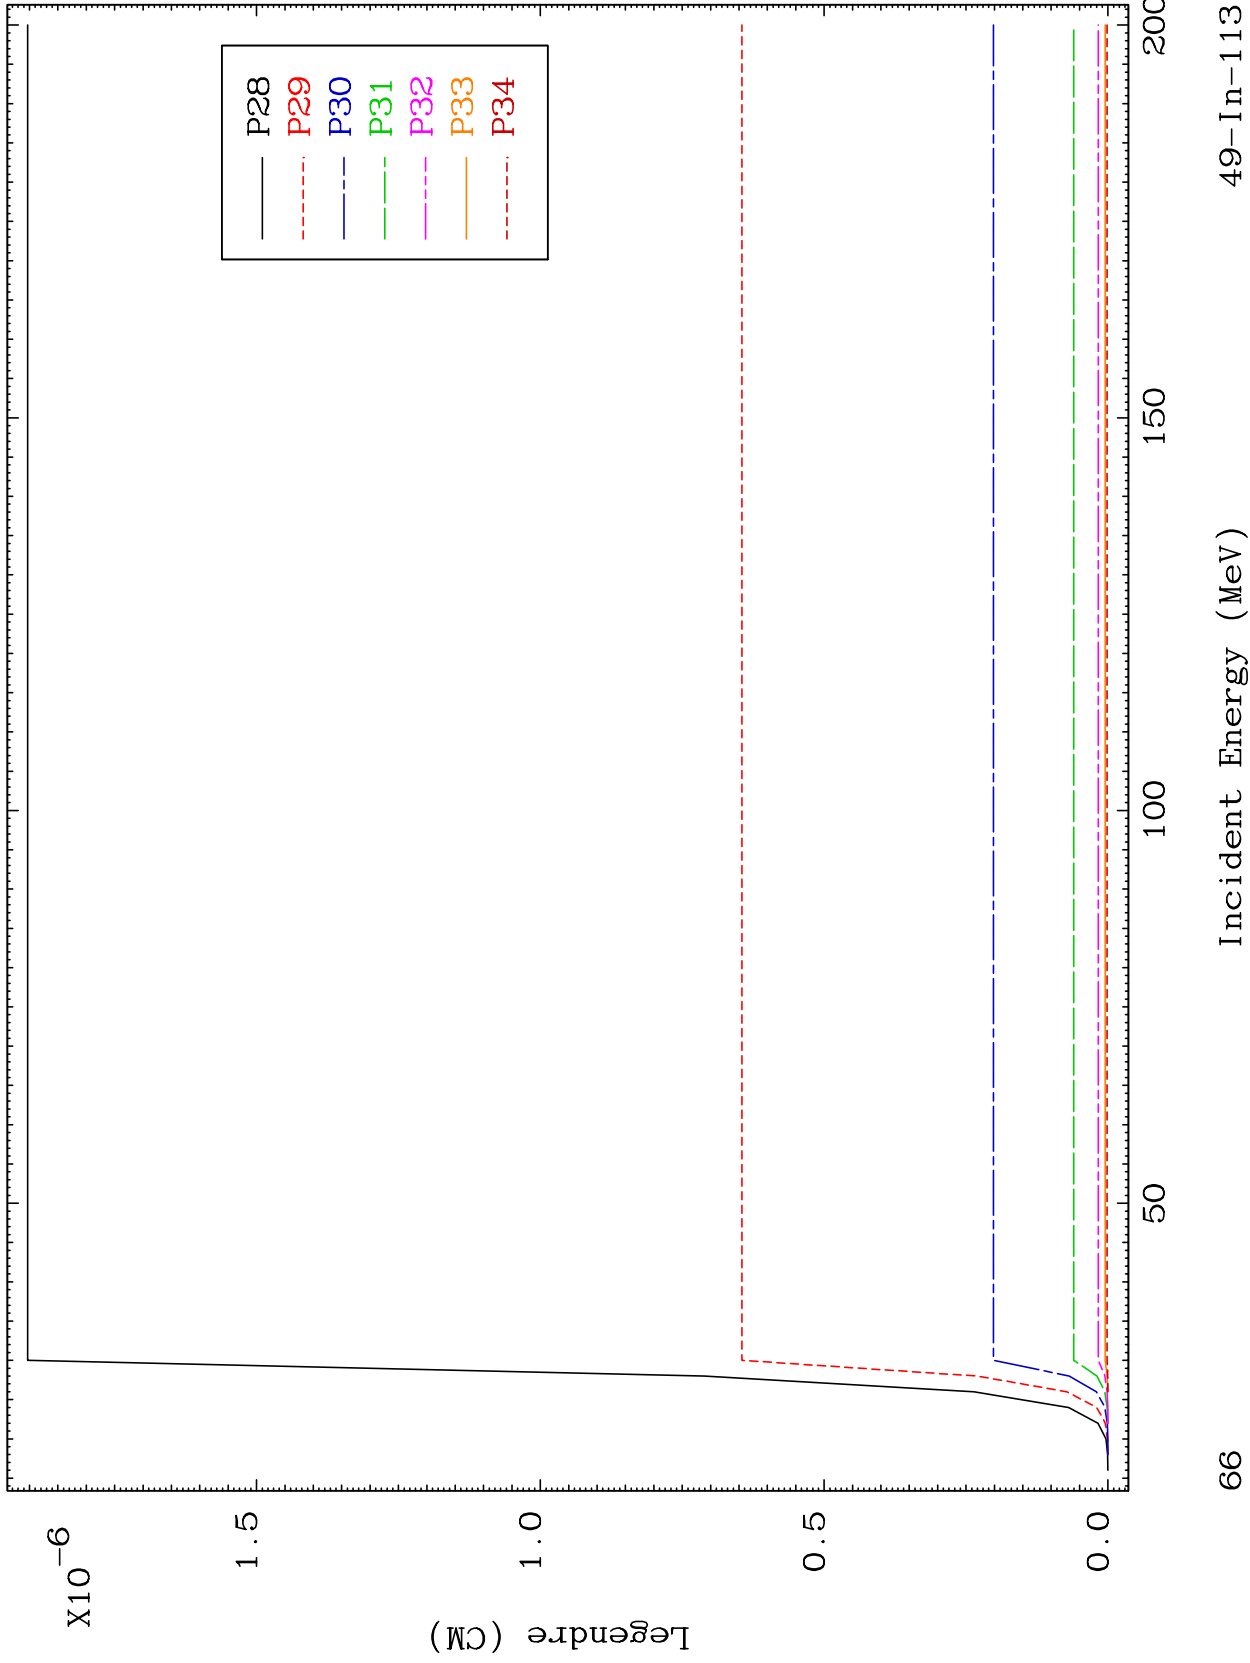 X10-6
1.5
1.0
0.5
0.0
Legendre (CM)
P28
P29
P30
P31
P32
P33
P34
50
100
150
200
Incident Energy (MeV)
66
49-In-113